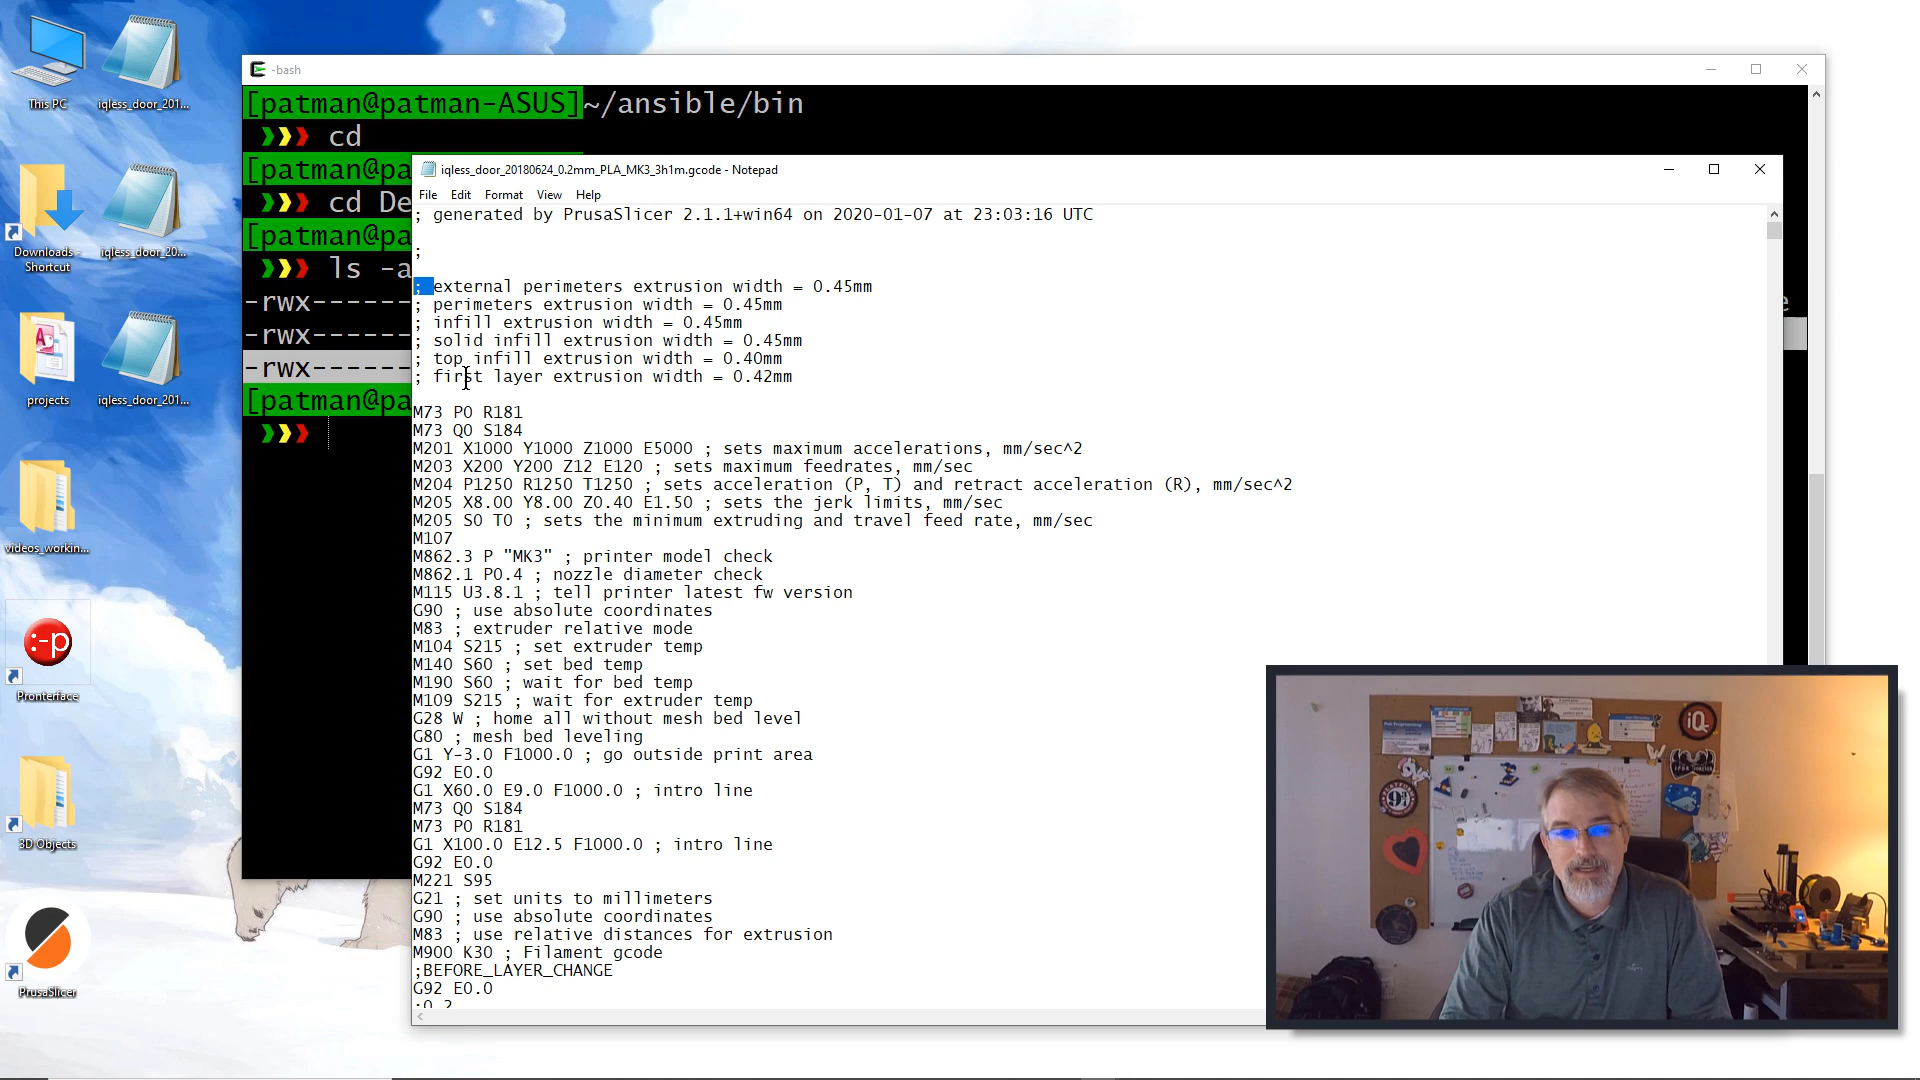 This PC
iqless_door_201...
Downloads -
Shortcut
iqless_door_20...
projects
iqless_door_201...
videos_workin...
:-p
Pronterface
3D Objects
PrusaSlicer
-bash
[patman@patman-ASUS]~/ansible/bin
cd
[patman@pa
cd De
[patman@pa
ls -a
-rwx------
-rwx------
-rwx------
[patman@pa
e
iqless_door_20180624_0.2mm_PLA_MK3_3h1m.gcode - Notepad
File Edit Format View Help
; generated by PrusaSlicer 2.1.1+win64 on 2020-01-07 at 23:03:16 UTC
;
; external perimeters extrusion width = 0.45mm
; perimeters extrusion width = 0.45mm
; infill extrusion width = 0.45mm
; solid infill extrusion width = 0.45mm
; top infill extrusion width = 0.40mm
; first layer extrusion width = 0.42mm
M73 P0 R181
M73 Q0 S184
M201 X1000 Y1000 Z1000 E5000 ; sets maximum accelerations, mm/sec^2
M203 X200 Y200 Z12 E120 ; sets maximum feedrates, mm/sec
M204 P1250 R1250 T1250 ; sets acceleration (P, T) and retract acceleration (R), mm/sec^2
M205 X8.00 Y8.00 Z0.40 E1.50 ; sets the jerk limits, mm/sec
M205 S0 T0 ; sets the minimum extruding and travel feed rate, mm/sec
M107
M862.3 P "MK3" ; printer model check
M862.1 P0.4 ; nozzle diameter check
M115 U3.8.1 ; tell printer latest fw version
G90 ; use absolute coordinates
M83 ; extruder relative mode
M104 S215 ; set extruder temp
M140 S60 ; set bed temp
M190 S60 ; wait for bed temp
M109 S215 ; wait for extruder temp
G28 W ; home all without mesh bed level
G80 ; mesh bed leveling
G1 Y-3.0 F1000.0 ; go outside print area
G92 E0.0
G1 X60.0 E9.0 F1000.0 ; intro line
M73 Q0 S184
M73 P0 R181
G1 X100.0 E12.5 F1000.0 ; intro line
G92 E0.0
M221 S95
G21 ; set units to millimeters
G90 ; use absolute coordinates
M83 ; use relative distances for extrusion
M900 K30 ; Filament gcode
;BEFORE_LAYER_CHANGE
G92 E0.0
;0.2
iQ